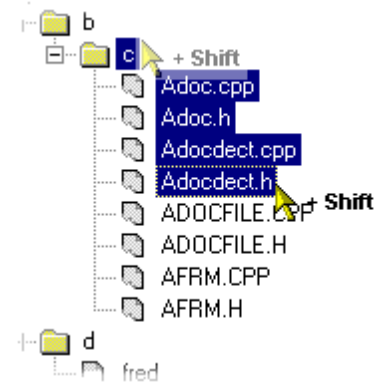 b
c + Shift
Adoc.cpp
Adoc.h
Adocdect.cpp
Adocdect.h
+ Shift
ADOCFILE.CPP
ADOCFILE.H
AFRM.CPP
AFRM.H
d
fred